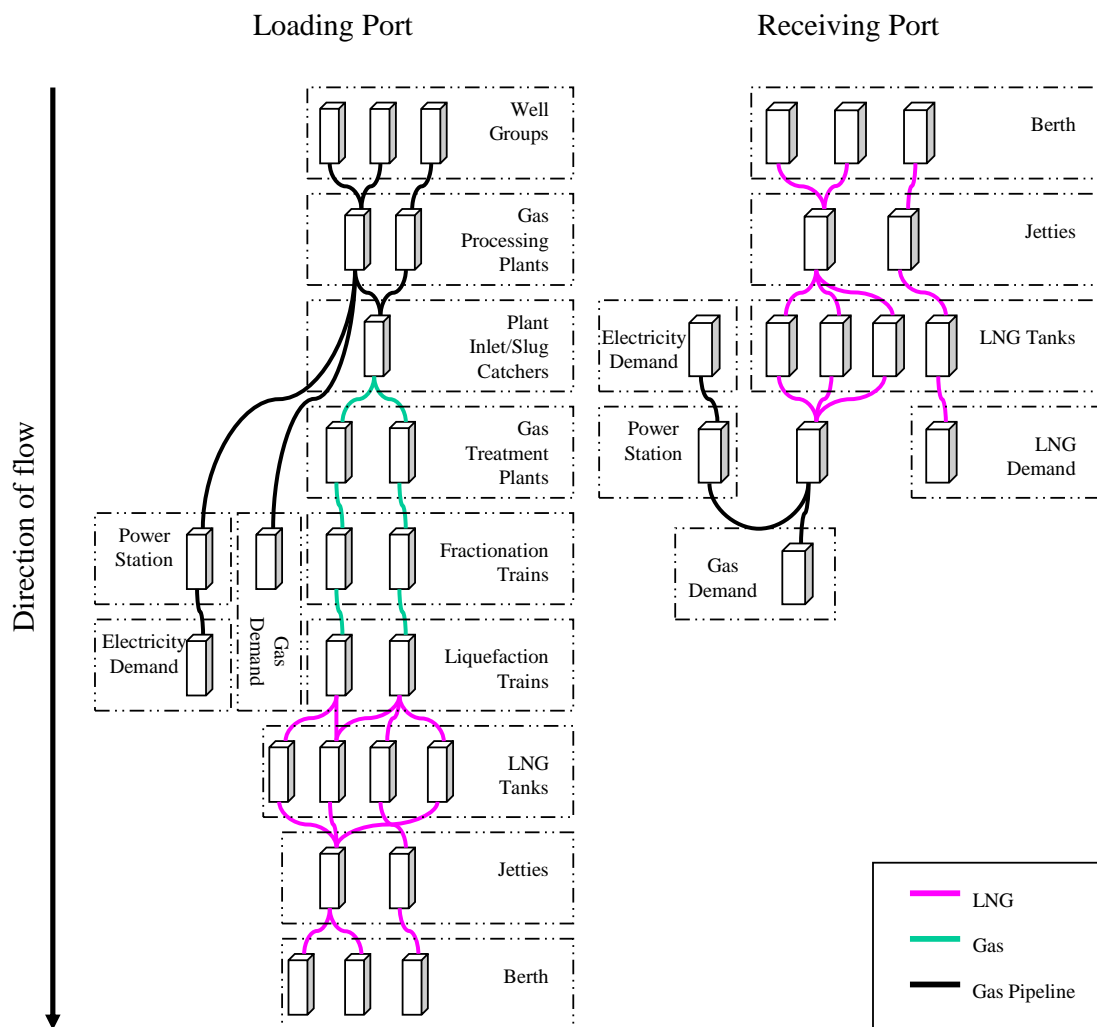 Loading Port
Receiving Port
Direction of flow
Well
Groups
Gas
Processing
Plants
Plant
Inlet/Slug
Catchers
Gas
Treatment
Plants
Power
Station
Fractionation
Trains
Electricity
Demand
Gas
Demand
Liquefaction
Trains
LNG
Tanks
Jetties
Berth
Berth
Jetties
Electricity
Demand
LNG Tanks
Power
Station
LNG
Demand
Gas
Demand
LNG
Gas
Gas Pipeline